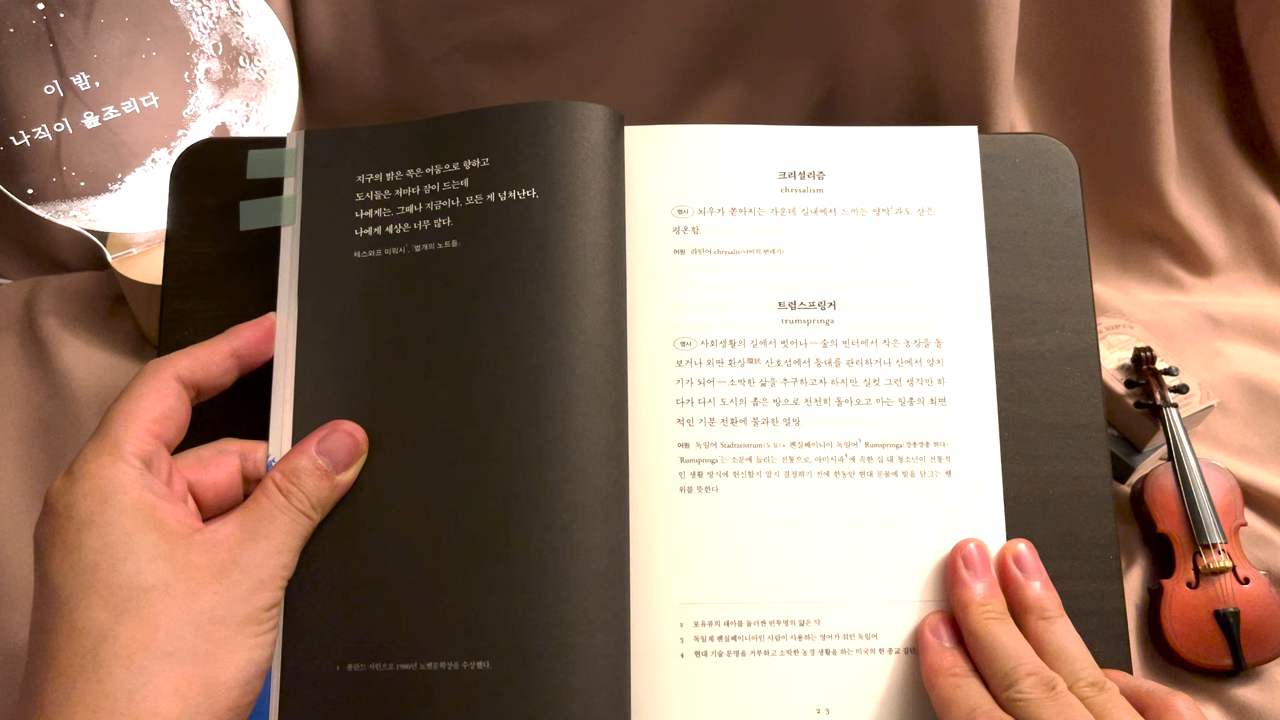 이 밤,
나직이 읊조리다
지구의 밝은 쪽은 어둠으로 향하고
도시들은 저마다 잠이 드는데
나에게는, 그때나 지금이나, 모든 게 넘쳐난다,
나에게 세상은 너무 많다.
체스와프 미워시¹, 『별개의 노트들』
1 폴란드 시인으로 1980년 노벨문학상을 수상했다.
크리설리즘
chrysalism
명사 뇌우가 쏟아지는 가운데 실내에서 느끼는 양막²과도 같은
평온함.
어원 라틴어 chrysalis(나비의 번데기)
트럼스프링거
trumspringa
명사 사회생활의 길에서 벗어나—숲의 빈터에서 작은 농장을 돌
보거나 외딴 환상環狀 산호섬에서 등대를 관리하거나 산에서 양치
기가 되어—소박한 삶을 추구하고자 하지만, 실컷 그런 생각만 하
다가 다시 도시의 좁은 방으로 천천히 돌아오고 마는 일종의 최면
적인 기분 전환에 불과한 열망.
어원 독일어 Stadtzentrum(도심) + 펜실베이니아 독일어³ Rumspringa(깡충깡충 뛰다).
'Rumspringa'는 소문에 들리는 전통으로, 아미시파⁴에 속한 십 대 청소년이 전통적
인 생활 방식에 헌신할지 말지 결정하기 전에 한동안 현대 문물에 발을 담그는 행
위를 뜻한다.
2 포유류의 태아를 둘러싼 반투명의 얇은 막.
3 독일계 펜실베이니아인 사람이 사용하는 영어가 섞인 독일어.
4 현대 기술 문명을 거부하고 소박한 농경 생활을 하는 미국의 한 종교 집단
23